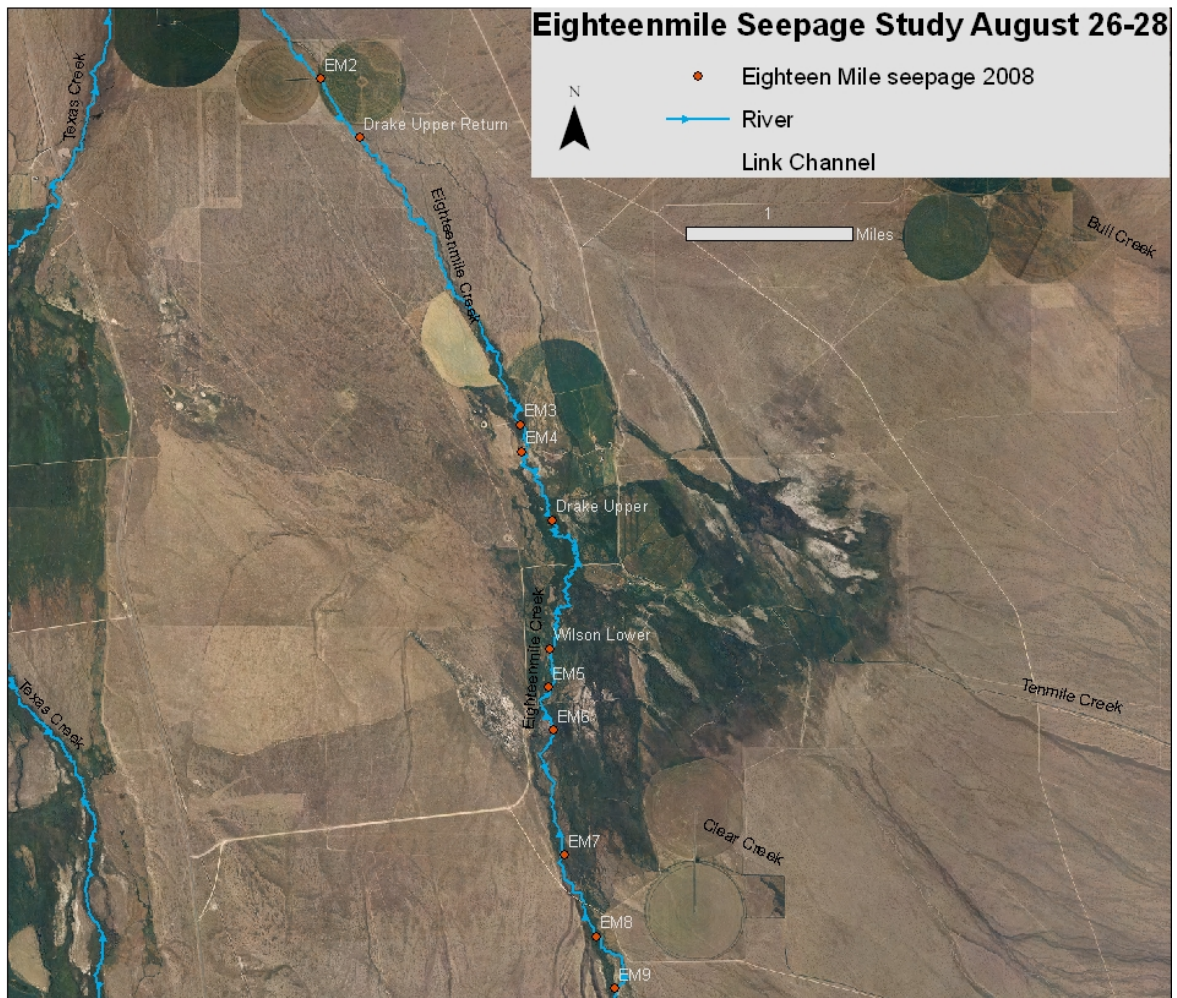 Eighteenmile Seepage Study August 26-28
N
Eighteen Mile seepage 2008
River
Link Channel
1
Miles
Texas Creek
EM2
Drake Upper Return
Eighteenmile Creek
Bull Creek
EM3
EM4
Drake Upper
Eighteenmile Creek
Wilson Lower
EM5
EM6
Texas Creek
Tenmile Creek
EM7
Clear Creek
EM8
EM9